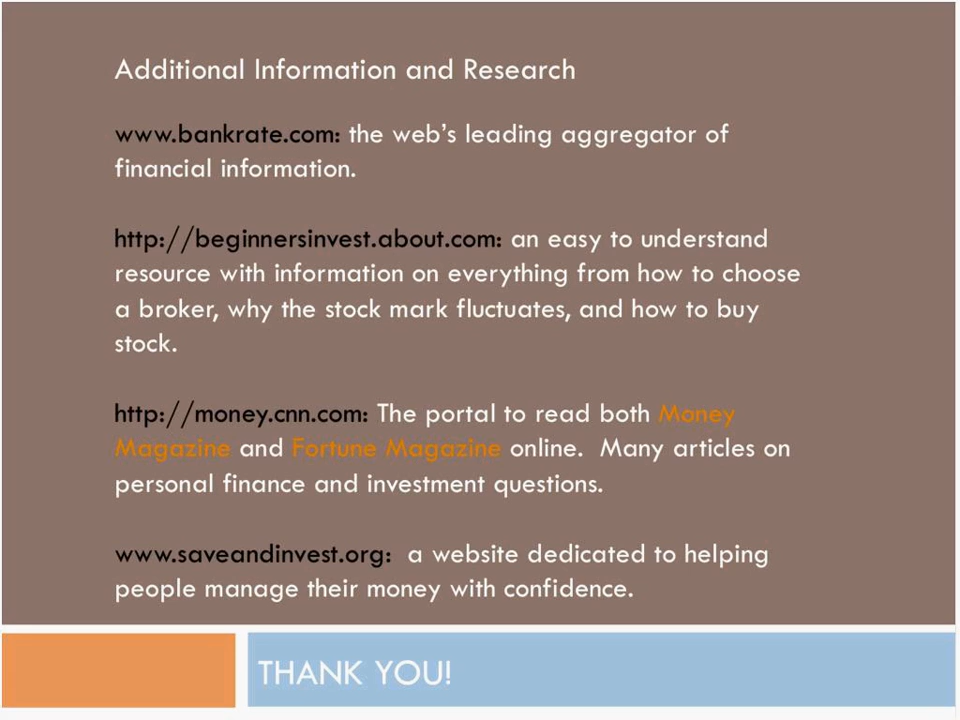 Additional Information and Research
www.bankrate.com: the web's leading aggregator of
financial information.
http://beginnersinvest.about.com: an easy to understand
resource with information on everything from how to choose
a broker, why the stock mark fluctuates, and how to buy
stock.
http://money.cnn.com: The portal to read both Money
Magazine and Fortune Magazine online.  Many articles on
personal finance and investment questions.
www.saveandinvest.org:  a website dedicated to helping
people manage their money with confidence.
THANK YOU!